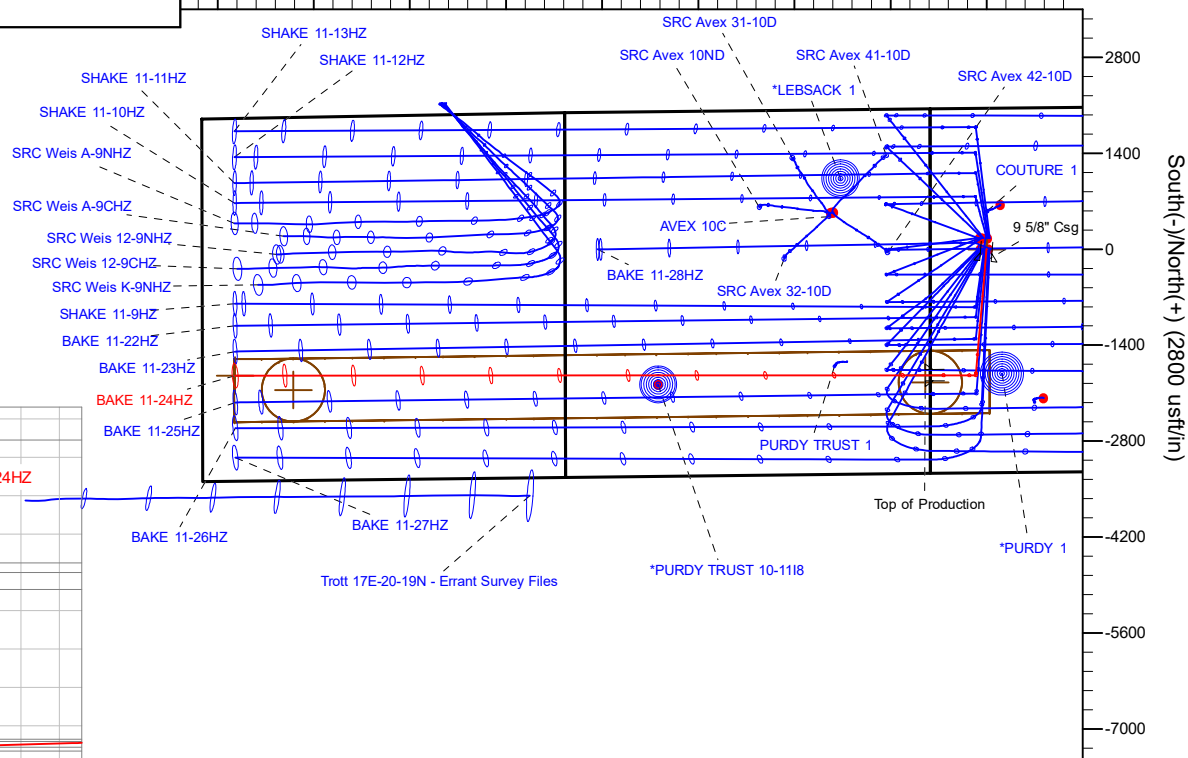 SRC Avex 31-10D
SHAKE 11-13HZ
SRC Avex 10ND
SRC Avex 41-10D
2800
SHAKE 11-12HZ
SHAKE 11-11HZ
SRC Avex 42-10D
*LEBSACK 1
SHAKE 11-10HZ
SRC Weis A-9NHZ
1400
COUTURE 1
SRC Weis A-9CHZ
AVEX 10C
9 5/8" Csg
SRC Weis 12-9NHZ
0
SRC Weis 12-9CHZ
BAKE 11-28HZ
SRC Weis K-9NHZ
SRC Avex 32-10D
SHAKE 11-9HZ
BAKE 11-22HZ
-1400
BAKE 11-23HZ
BAKE 11-24HZ
BAKE 11-25HZ
PURDY TRUST 1
-2800
24HZ
Top of Production
BAKE 11-27HZ
BAKE 11-26HZ
-4200
*PURDY 1
*PURDY TRUST 10-11I8
Trott 17E-20-19N - Errant Survey Files
-5600
-7000
South(-)/North(+) (2800 usft/in)